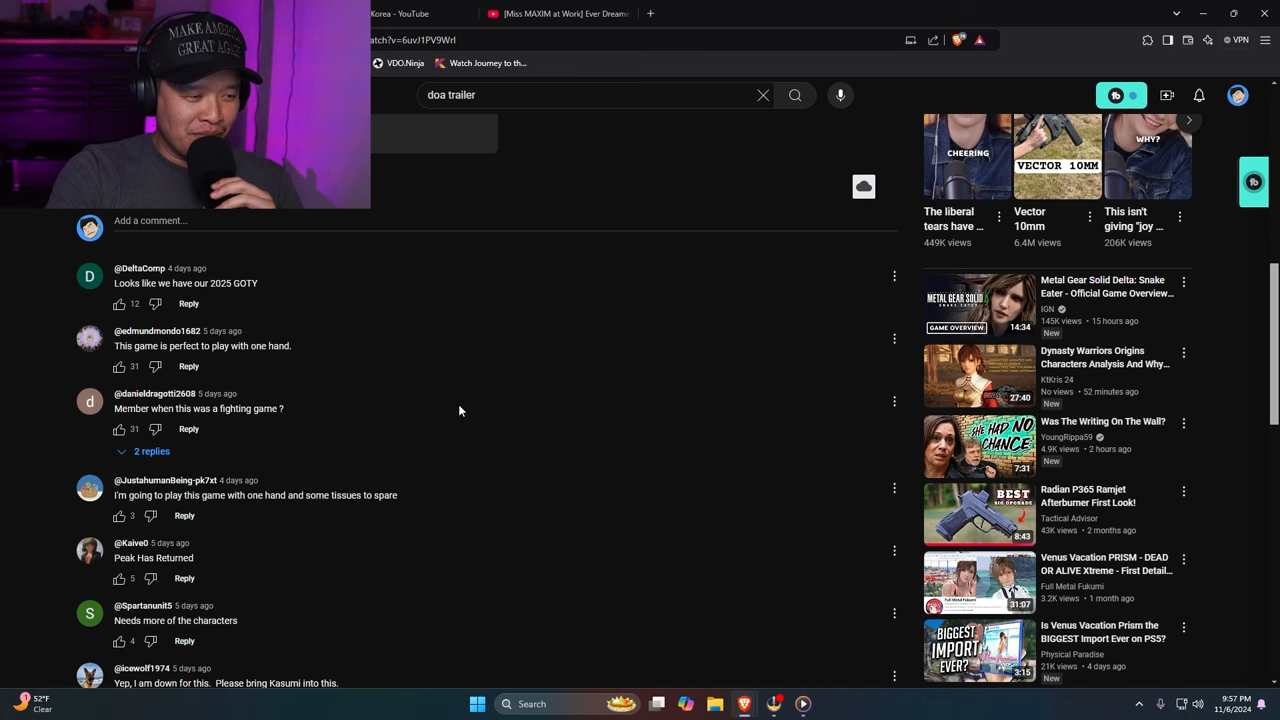 Korea - YouTube
[Miss MAXIM at Work] Ever Dream
atch?v=6uvJ1PV9WrI
VPN
VDO.Ninja
Watch Journey to th...
MAKE AMERICA
GREAT AGAIN
doa trailer
CHEERING
VECTOR 10MM
WHY?
The liberal
tears have ...
449K views
Vector
10mm
6.4M views
This isn't
giving "joy ...
206K views
Add a comment...
@DeltaComp 4 days ago
Looks like we have our 2025 GOTY
12
Reply
@edmundmondo1682 5 days ago
This game is perfect to play with one hand.
31
Reply
@danieldragotti2608 5 days ago
Member when this was a fighting game ?
31
Reply
2 replies
@JustahumanBeing-pk7xt 4 days ago
I'm going to play this game with one hand and some tissues to spare
3
Reply
@Kaive0 5 days ago
Peak Has Returned
5
Reply
@Spartanunit5 5 days ago
Needs more of the characters
4
Reply
@icewolf1974 5 days ago
Yep, I am down for this. Please bring Kasumi into this.
METAL GEAR SOLID Δ
SNAKE EATER
GAME OVERVIEW
14:34
Metal Gear Solid Delta: Snake
Eater - Official Game Overview...
IGN
145K views • 15 hours ago
New
27:40
Dynasty Warriors Origins
Characters Analysis And Why...
KtKris 24
No views • 52 minutes ago
New
SHE HAD NO
CHANCE
7:31
Was The Writing On The Wall?
YoungRippa59
4.9K views • 2 hours ago
New
BEST
SIG UPGRADE
8:43
Radian P365 Ramjet
Afterburner First Look!
Tactical Advisor
43K views • 2 months ago
Full Metal Fukumi
31:07
Venus Vacation PRISM - DEAD
OR ALIVE Xtreme - First Detail...
Full Metal Fukumi
3.2K views • 1 month ago
BIGGEST
IMPORT
EVER?
3:15
Is Venus Vacation Prism the
BIGGEST Import Ever on PS5?
Physical Paradise
21K views • 4 days ago
New
1
52°F
Clear
Search
9:57 PM
11/6/2024